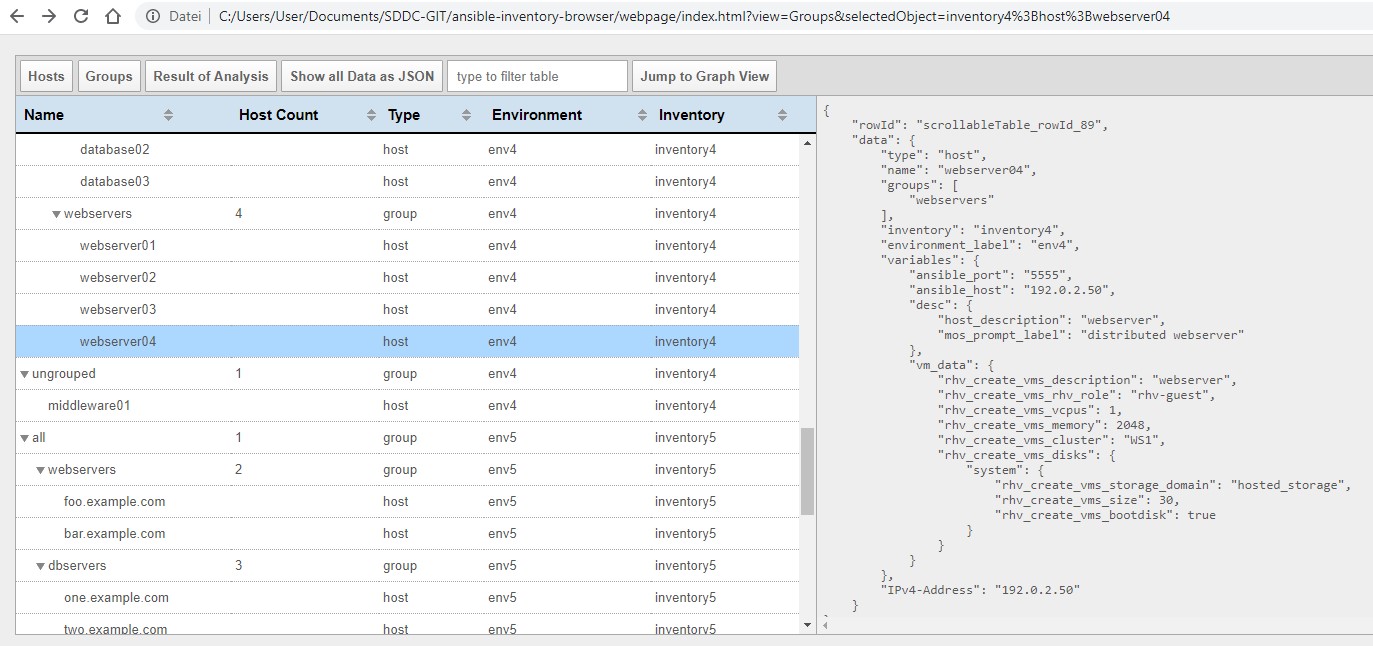 Datei C:/Users/User/Documents/SDDC-GIT/ansible-inventory-browser/webpage/index.html?view=Groups&selectedObject=inventory4%3Bhost%3Bwebserver04
Hosts Groups Result of Analysis Show all Data as JSON type to filter table Jump to Graph View
Name Host Count Type Environment Inventory
database02 host env4 inventory4
database03 host env4 inventory4
webservers 4 group env4 inventory4
webserver01 host env4 inventory4
webserver02 host env4 inventory4
webserver03 host env4 inventory4
webserver04 host env4 inventory4
ungrouped 1 group env4 inventory4
middleware01 host env4 inventory4
all 1 group env5 inventory5
webservers 2 group env5 inventory5
foo.example.com host env5 inventory5
bar.example.com host env5 inventory5
dbservers 3 group env5 inventory5
one.example.com host env5 inventory5
two.example.com host env5 inventory5
{
"rowId": "scrollableTable_rowId_89",
"data": {
"type": "host",
"name": "webserver04",
"groups": [
"webservers"
],
"inventory": "inventory4",
"environment_label": "env4",
"variables": {
"ansible_port": "5555",
"ansible_host": "192.0.2.50",
"desc": {
"host_description": "webserver",
"mos_prompt_label": "distributed webserver"
},
"vm_data": {
"rhv_create_vms_description": "webserver",
"rhv_create_vms_rhv_role": "rhv-guest",
"rhv_create_vms_vcpus": 1,
"rhv_create_vms_memory": 2048,
"rhv_create_vms_cluster": "WS1",
"rhv_create_vms_disks": {
"system": {
"rhv_create_vms_storage_domain": "hosted_storage",
"rhv_create_vms_size": 30,
"rhv_create_vms_bootdisk": true
}
}
}
},
"IPv4-Address": "192.0.2.50"
}